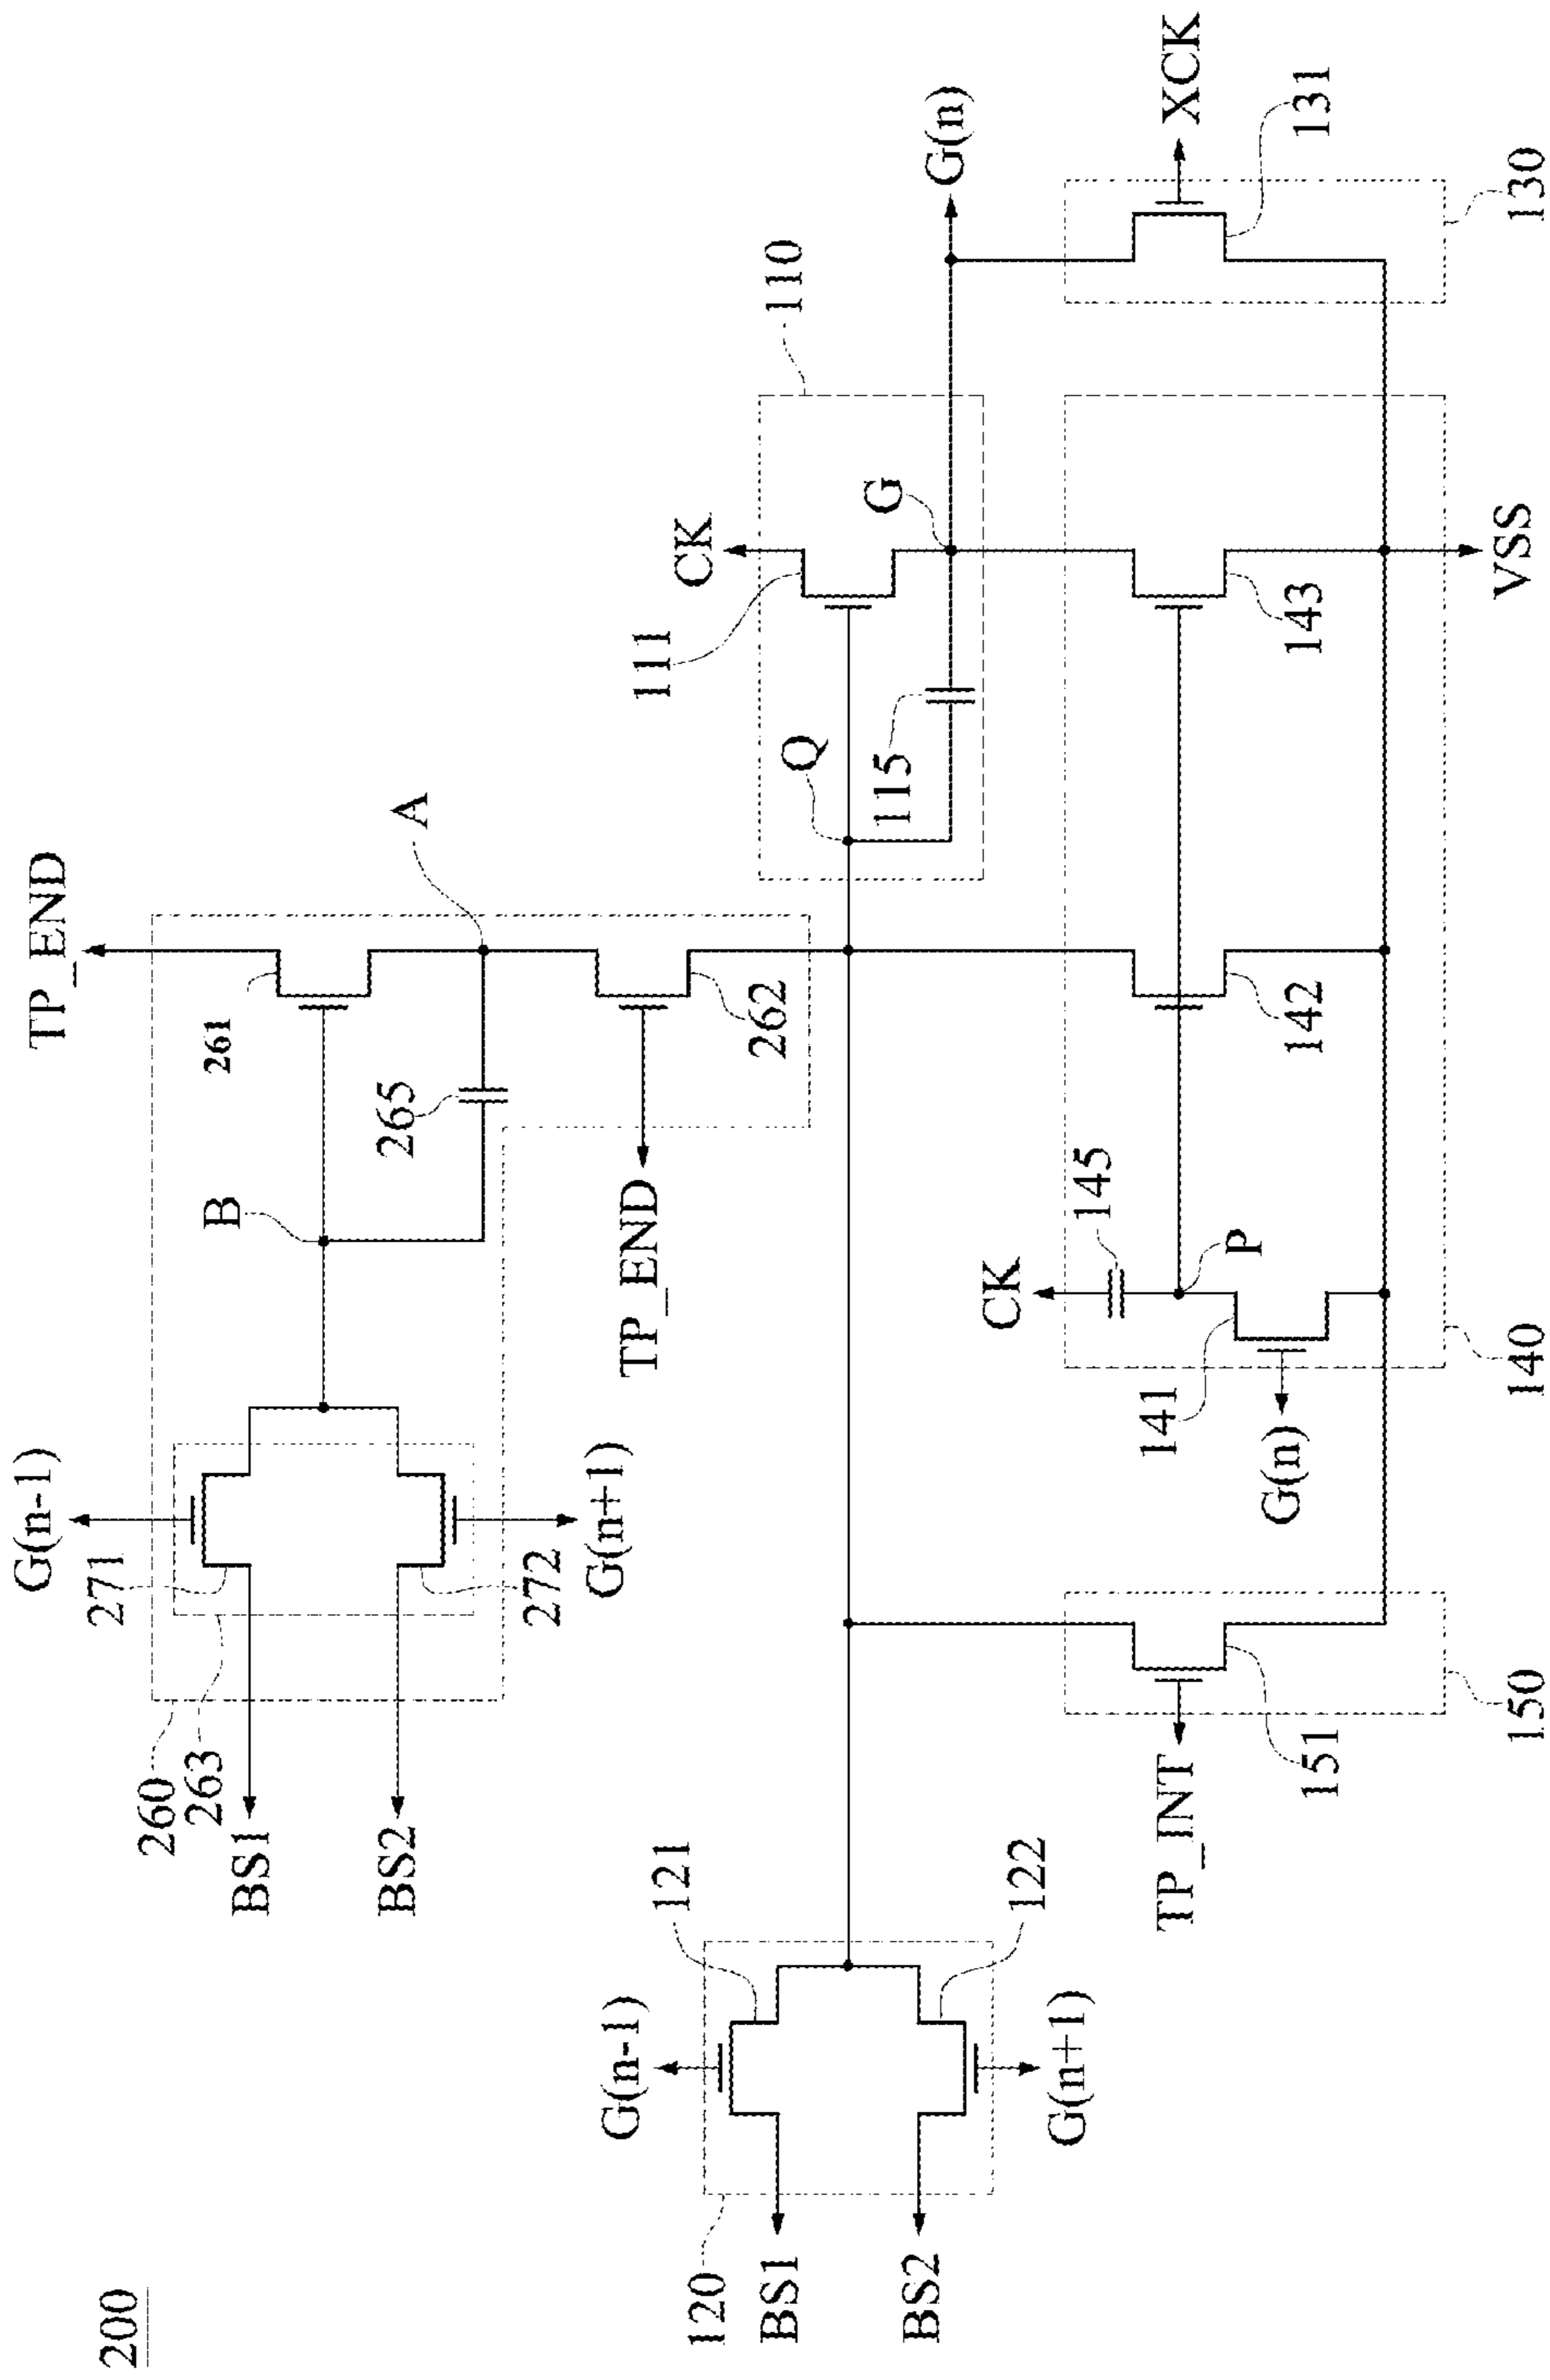 200
TP_END
G(n-1)
271
261
A
B
265
263
260
BS1
BS2
272
G(n+1)
TP_END
262
CK
111
110
Q
G
115
G(n)
G(n-1)
121
120
BS1
BS2
122
G(n+1)
CK
145
P
141
G(n)
142
143
140
XCK
131
130
TP_INT
151
150
VSS